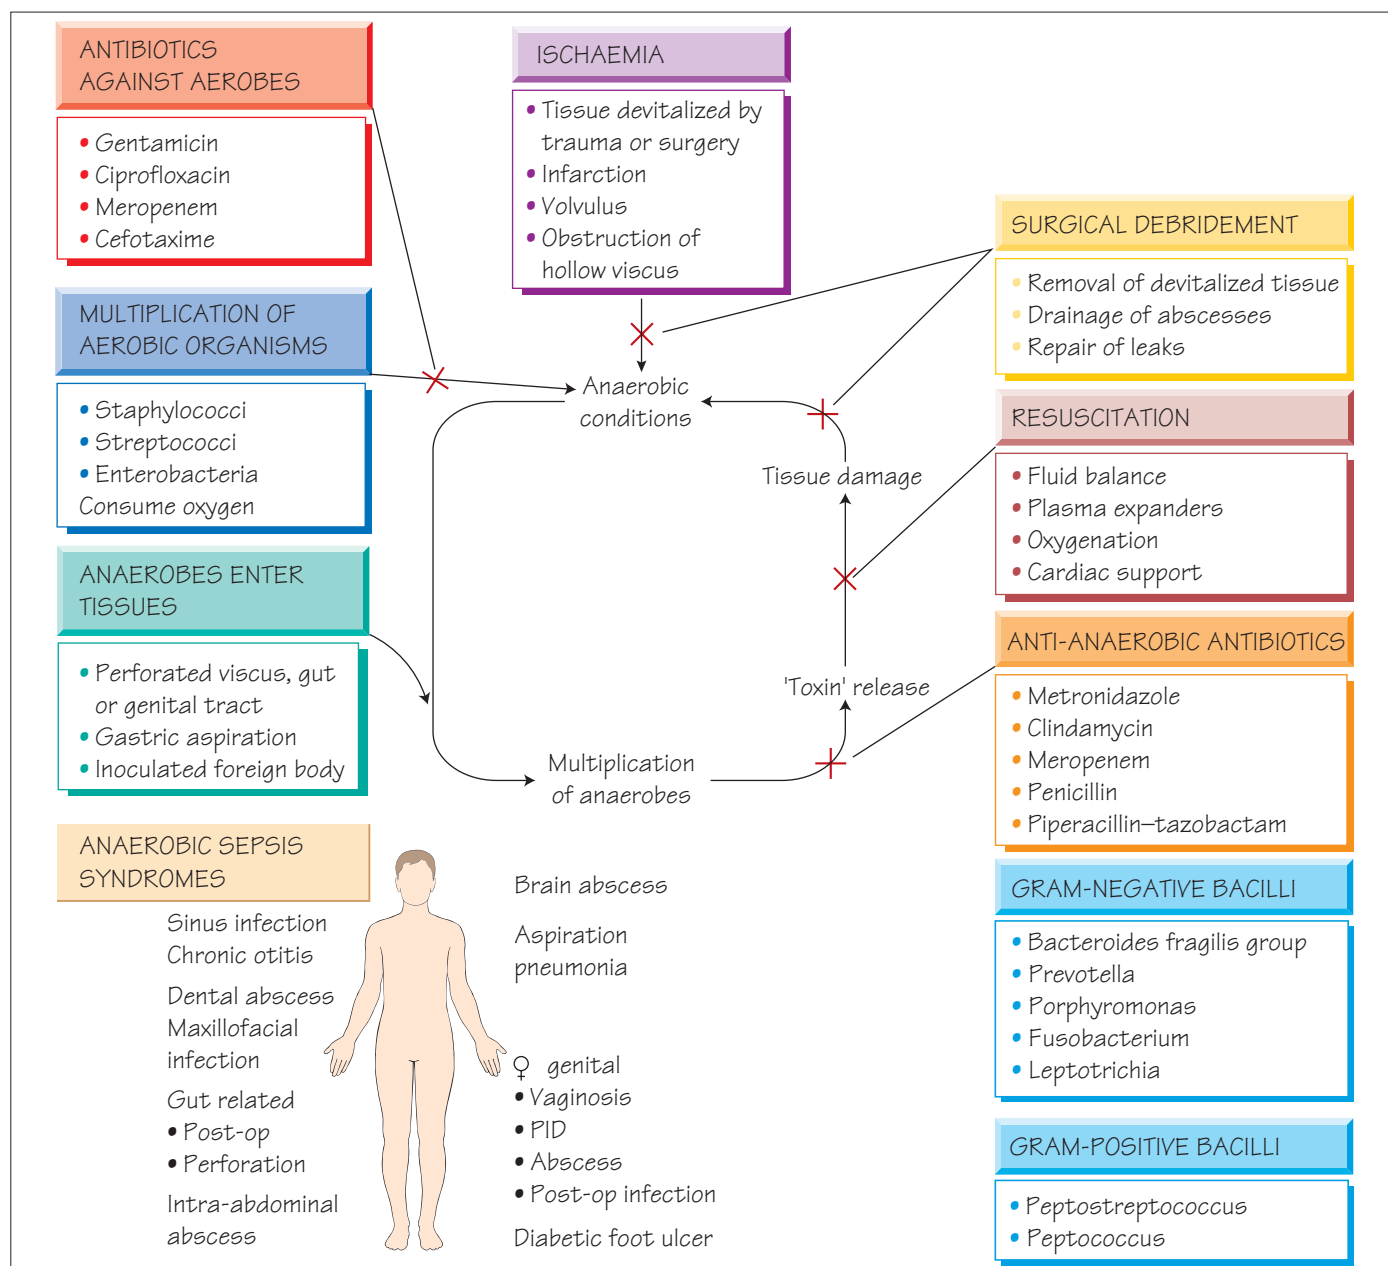 ANTIBIOTICS
AGAINST AEROBES
• Gentamicin
• Ciprofloxacin
• Meropenem
• Cefotaxime
MULTIPLICATION OF
AEROBIC ORGANISMS
• Staphylococci
• Streptococci
• Enterobacteria
Consume oxygen
ANAEROBES ENTER
TISSUES
• Perforated viscus, gut
or genital tract
• Gastric aspiration
• Inoculated foreign body
ISCHAEMIA
• Tissue devitalized by
trauma or surgery
• Infarction
• Volvulus
• Obstruction of
hollow viscus
Anaerobic
conditions
Tissue damage
'Toxin' release
Multiplication
of anaerobes
SURGICAL DEBRIDEMENT
• Removal of devitalized tissue
• Drainage of abscesses
• Repair of leaks
RESUSCITATION
• Fluid balance
• Plasma expanders
• Oxygenation
• Cardiac support
ANTI-ANAEROBIC ANTIBIOTICS
• Metronidazole
• Clindamycin
• Meropenem
• Penicillin
• Piperacillin–tazobactam
ANAEROBIC SEPSIS
SYNDROMES
Sinus infection
Chronic otitis
Dental abscess
Maxillofacial
infection
Gut related
• Post-op
• Perforation
Intra-abdominal
abscess
Brain abscess
Aspiration
pneumonia
♀ genital
• Vaginosis
• PID
• Abscess
• Post-op infection
Diabetic foot ulcer
GRAM-NEGATIVE BACILLI
• Bacteroides fragilis group
• Prevotella
• Porphyromonas
• Fusobacterium
• Leptotrichia
GRAM-POSITIVE BACILLI
• Peptostreptococcus
• Peptococcus